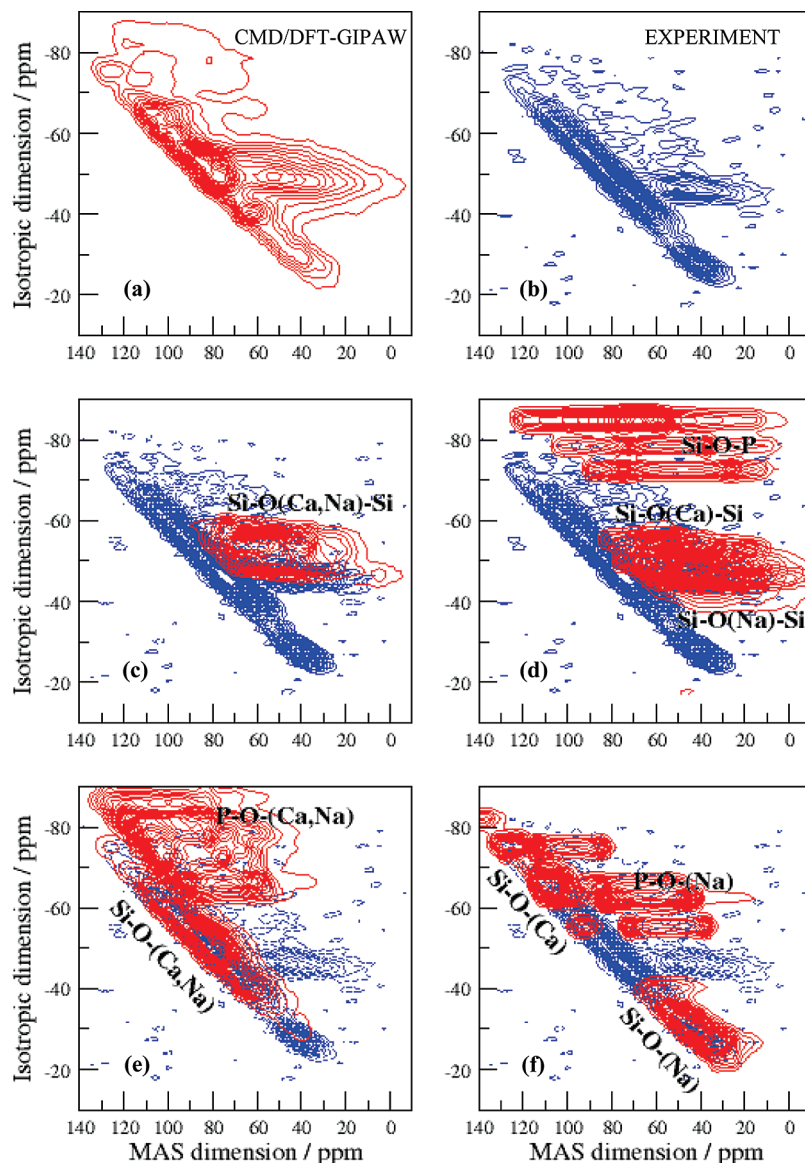 CMD/DFT-GIPAW
EXPERIMENT
Isotropic dimension / ppm
-80
-60
-40
-20
(a)
(b)
140 120 100 80 60 40 20 0
140 120 100 80 60 40 20 0
Isotropic dimension / ppm
-80
-60
-40
-20
Si-O(Ca,Na)-Si
(c)
-80
-60
-40
-20
Si-O-P
Si-O(Ca)-Si
Si-O(Na)-Si
(d)
140 120 100 80 60 40 20 0
140 120 100 80 60 40 20 0
Isotropic dimension / ppm
-80
-60
-40
-20
P-O-(Ca,Na)
Si-O-(Ca,Na)
(e)
-80
-60
-40
-20
P-O-(Na)
Si-O-(Ca)
Si-O-(Na)
(f)
140 120 100 80 60 40 20 0
140 120 100 80 60 40 20 0
MAS dimension / ppm
MAS dimension / ppm